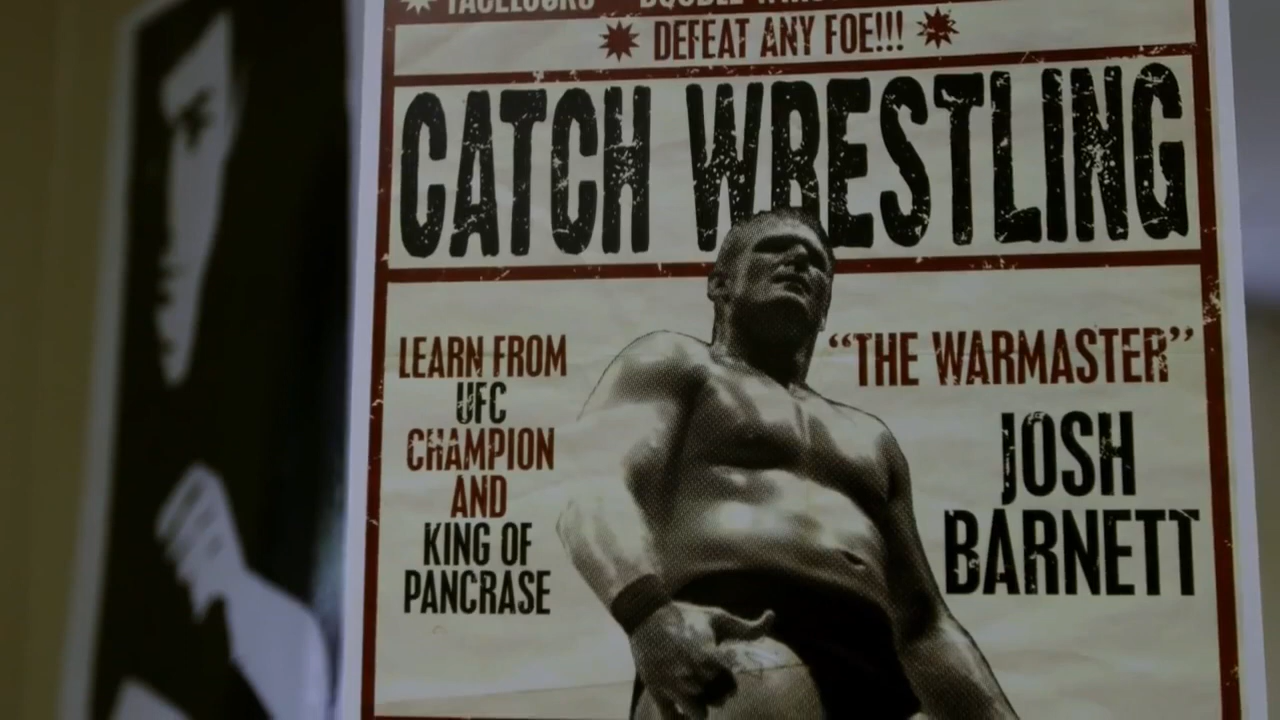 DEFEAT ANY FOE!!!
CATCH WRESTLING
LEARN FROM
UFC
CHAMPION
AND
KING OF
PANCRASE
"THE WARMASTER"
JOSH
BARNETT